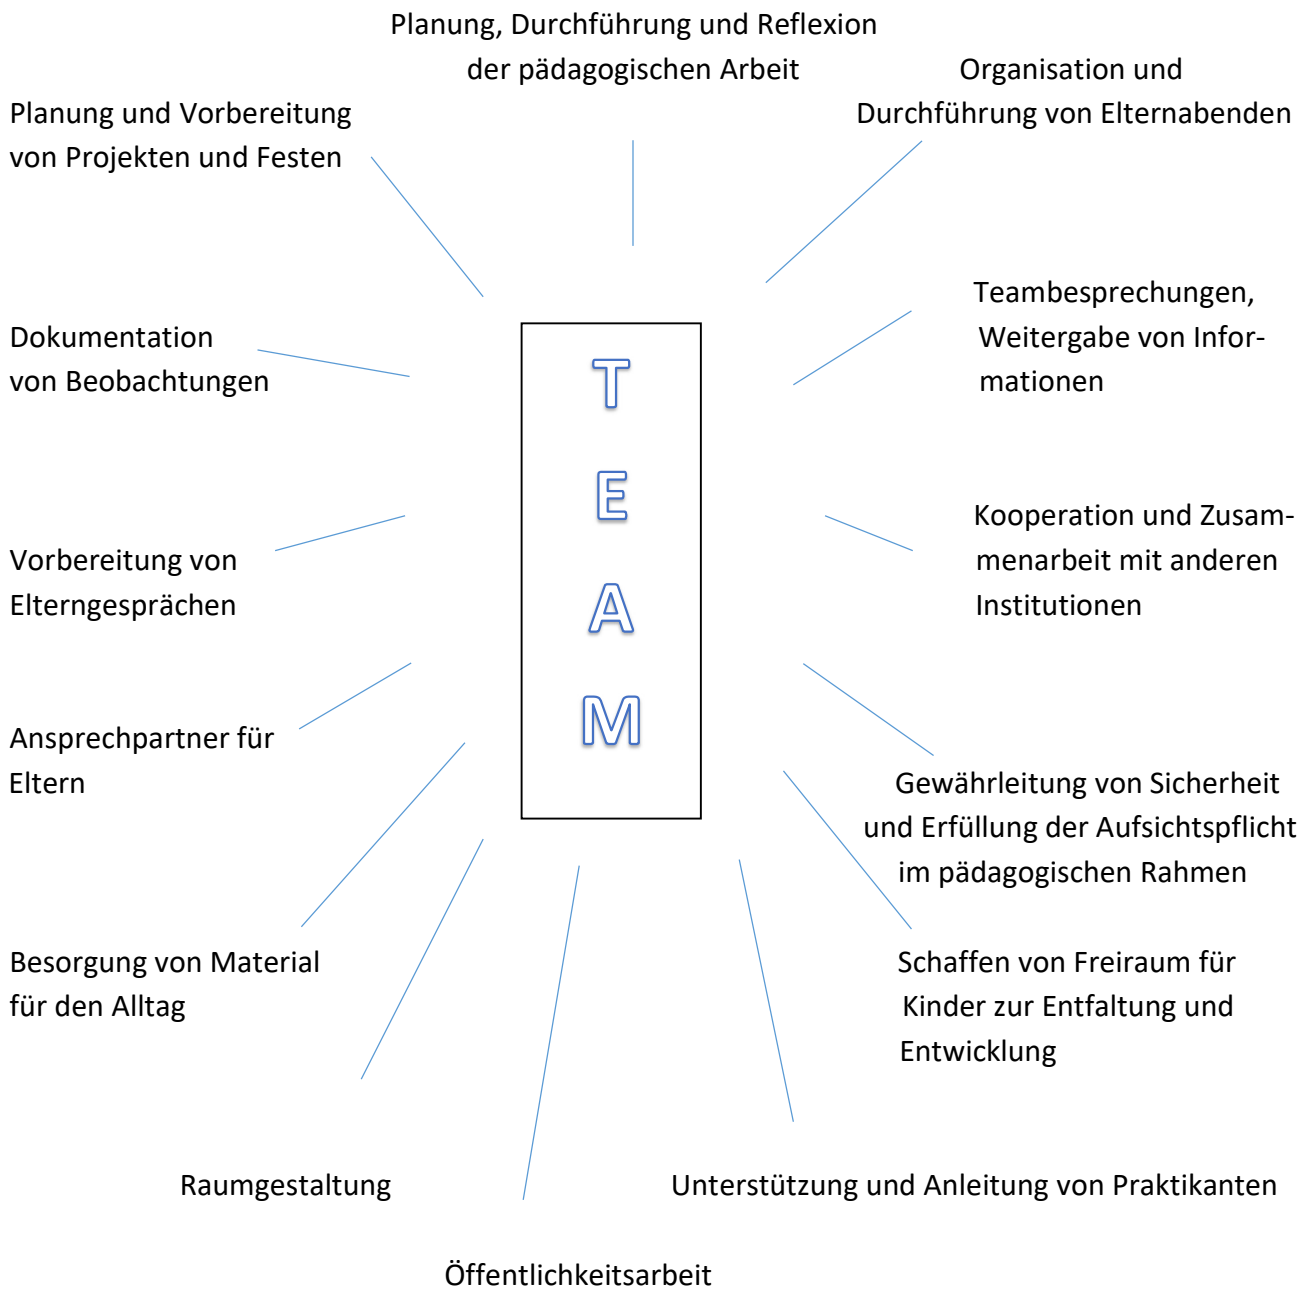 Planung, Durchführung und Reflexion
der pädagogischen Arbeit
Organisation und
Durchführung von Elternabenden
Planung und Vorbereitung
von Projekten und Festen
Teambesprechungen,
Weitergabe von Infor-
mationen
Dokumentation
von Beobachtungen
T
E
A
M
Kooperation und Zusam-
menarbeit mit anderen
Institutionen
Vorbereitung von
Elterngesprächen
Ansprechpartner für
Eltern
Gewährleitung von Sicherheit
und Erfüllung der Aufsichtspflicht
im pädagogischen Rahmen
Besorgung von Material
für den Alltag
Schaffen von Freiraum für
Kinder zur Entfaltung und
Entwicklung
Raumgestaltung
Unterstützung und Anleitung von Praktikanten
Öffentlichkeitsarbeit